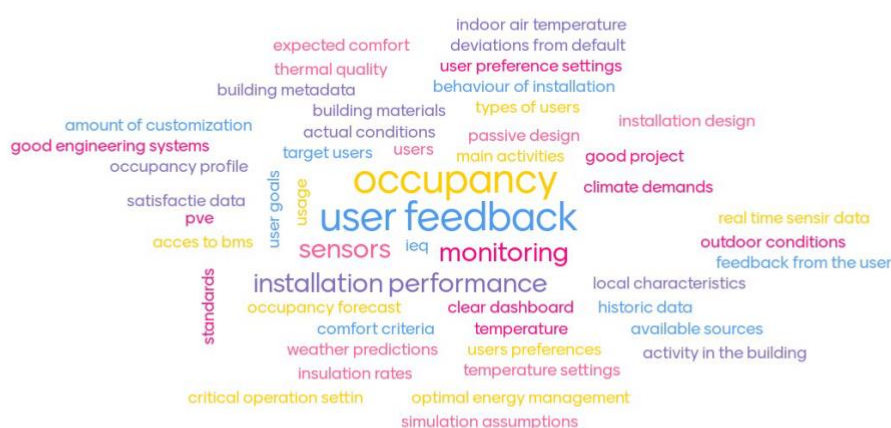 indoor air temperature
expected comfort
deviations from default
thermal quality
user preference settings
building metadata
behaviour of installation
building materials
types of users
amount of customization
actual conditions
passive design
installation design
good engineering systems
target users
users
main activities
good project
occupancy profile
occupancy
climate demands
satisfactie data
user goals
usage
pve
user feedback
real time sensir data
acces to bms
sensors
ieq
monitoring
outdoor conditions
feedback from the user
standards
installation performance
local characteristics
occupancy forecast
clear dashboard
historic data
comfort criteria
temperature
available sources
weather predictions
users preferences
activity in the building
insulation rates
temperature settings
critical operation settin
optimal energy management
simulation assumptions